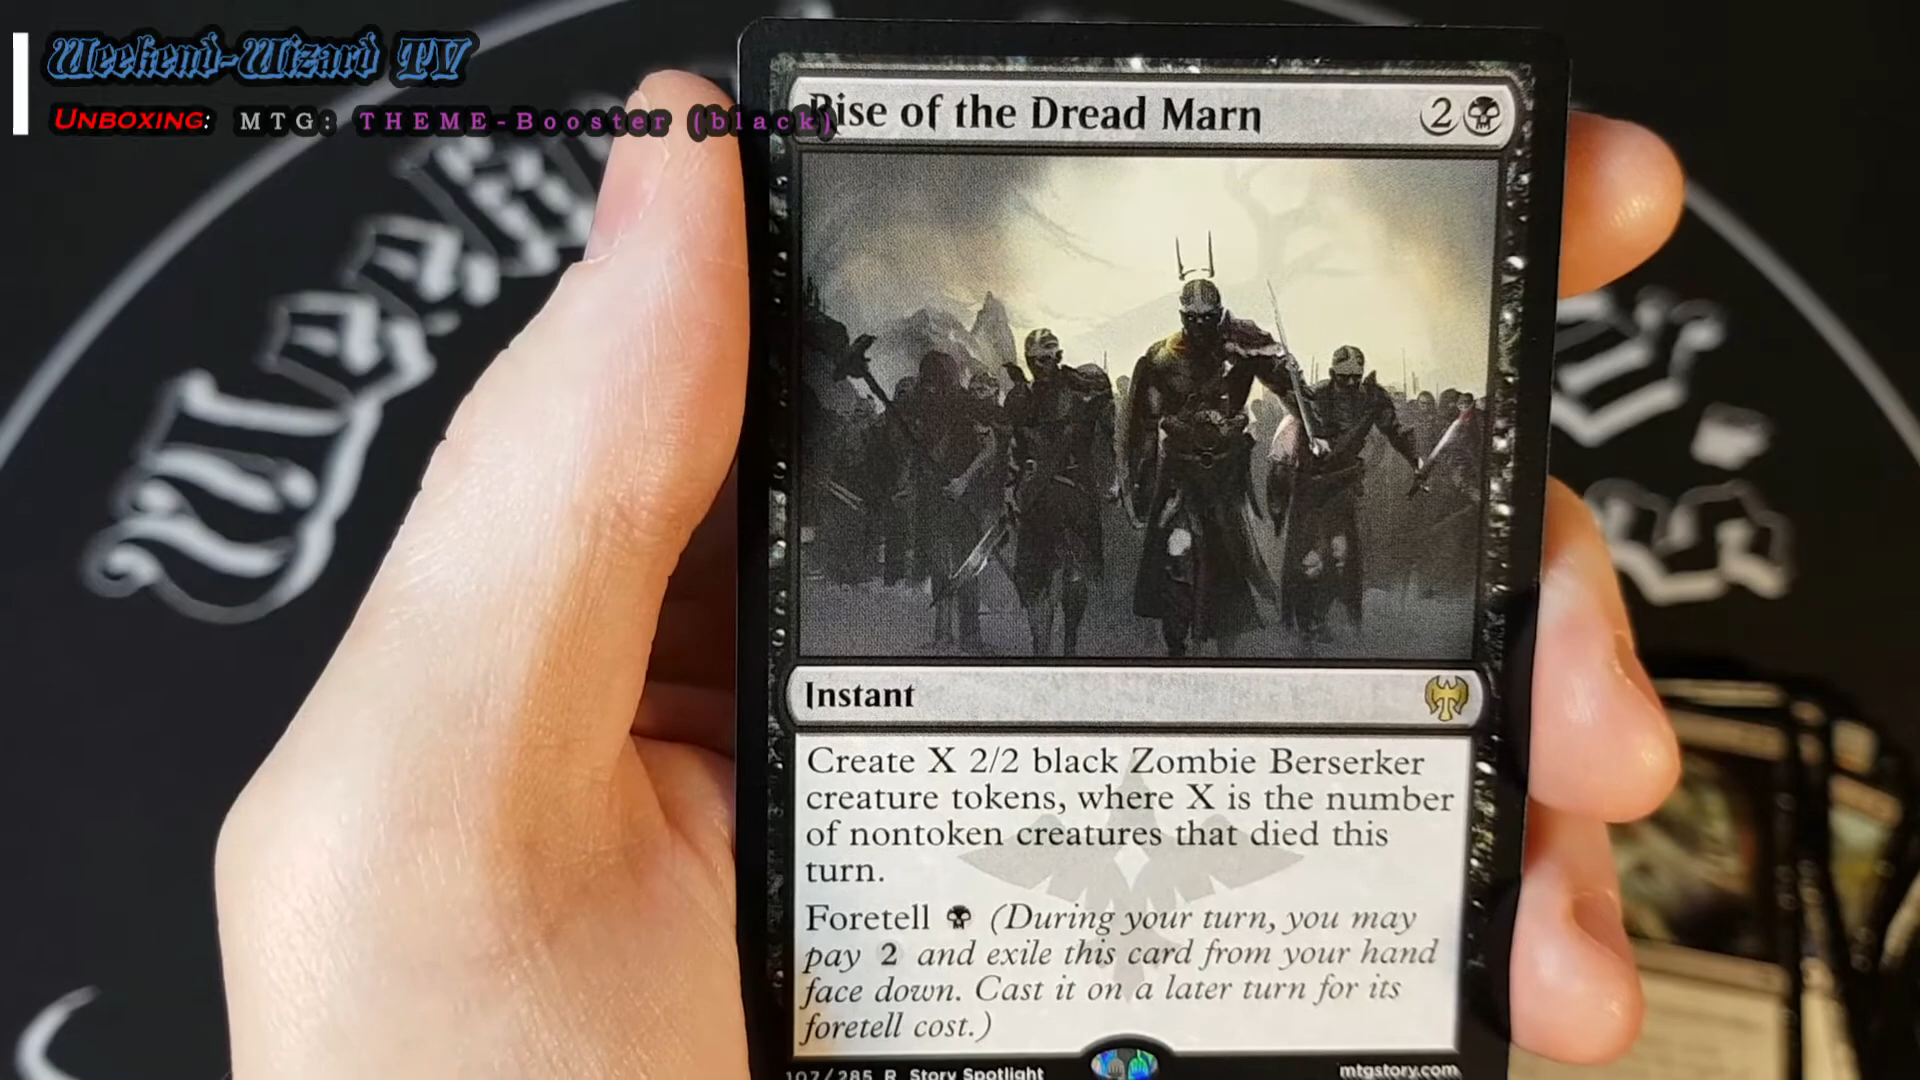 Weekend-Wizard TV
UNBOXING: MTG: THEME-Booster (black)
Rise of the Dread Marn
2
Instant
Create X 2/2 black Zombie Berserker
creature tokens, where X is the number
of nontoken creatures that died this
turn.
Foretell (During your turn, you may
pay 2 and exile this card from your hand
face down. Cast it on a later turn for its
foretell cost.)
107/285 R Story Spotlight
mtgstory.com